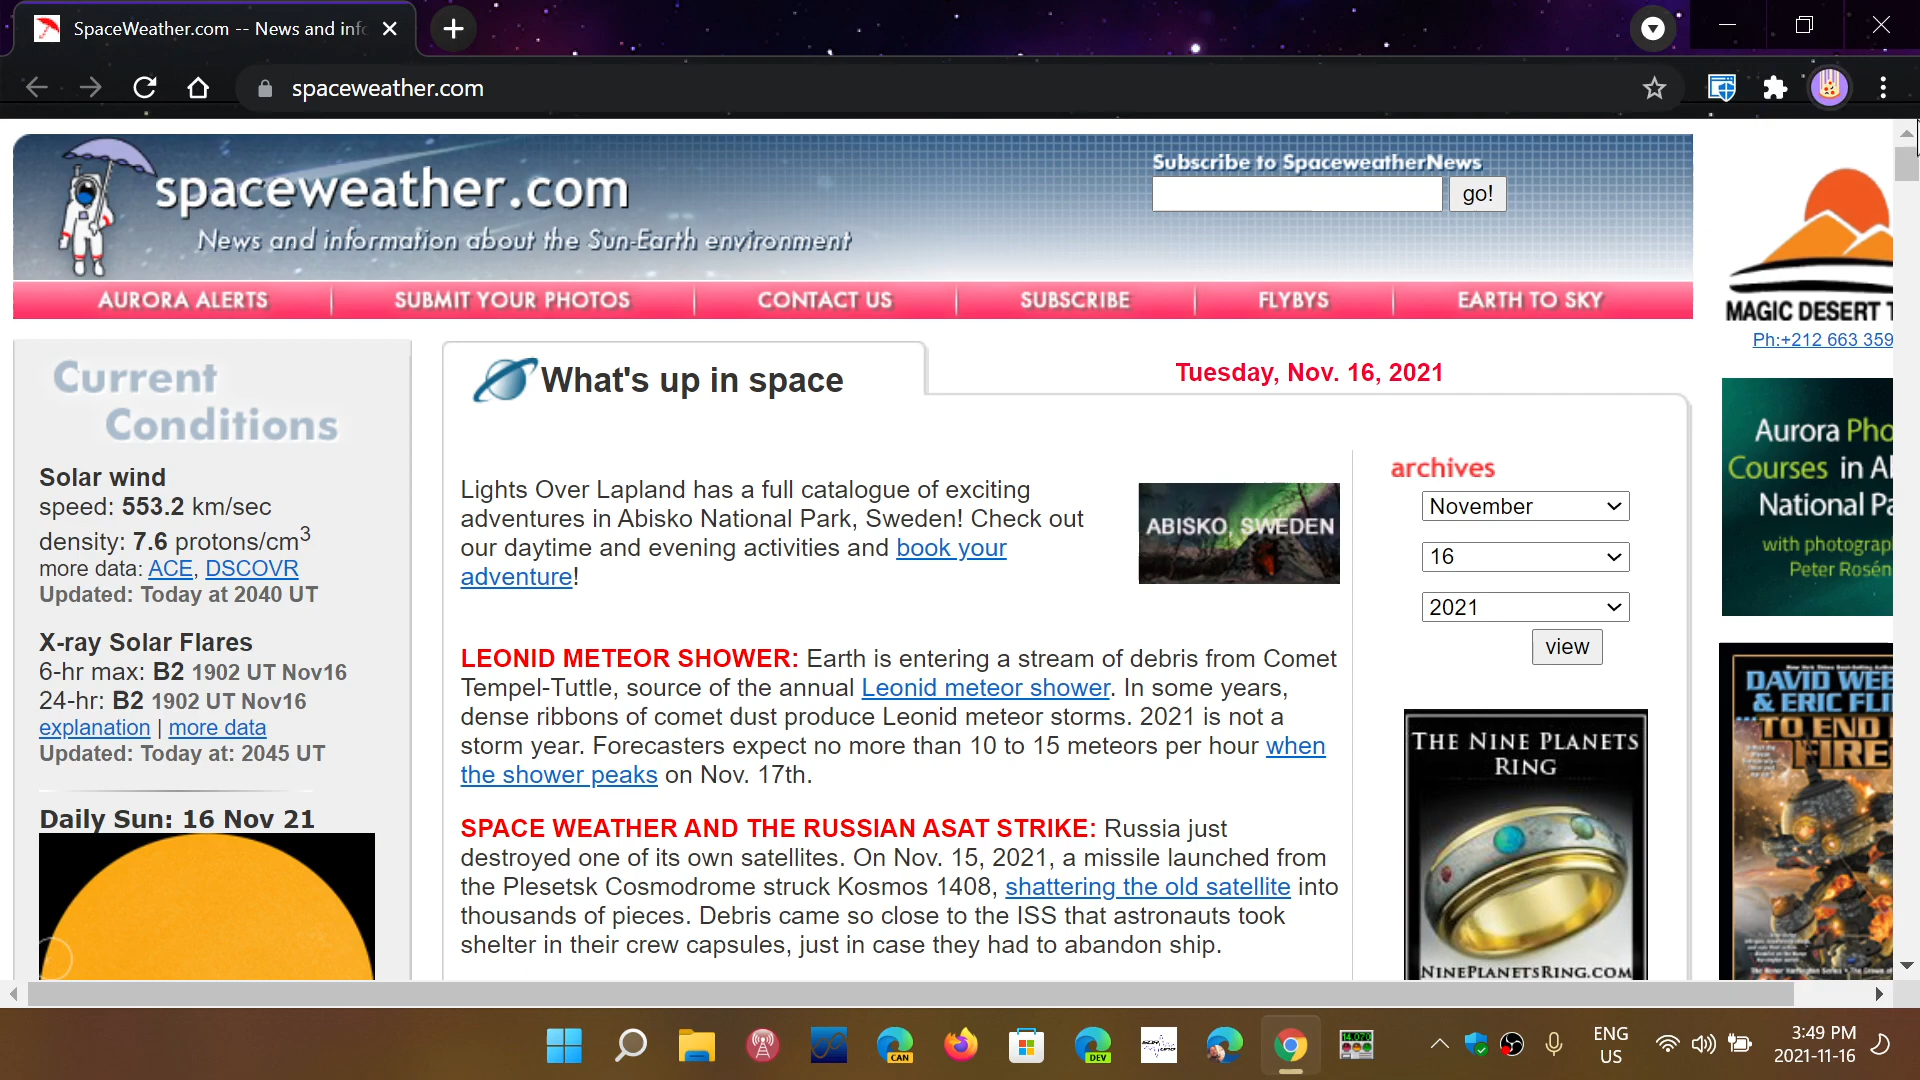 SpaceWeather.com -- News and info
spaceweather.com
spaceweather.com
News and information about the Sun-Earth environment
Subscribe to SpaceweatherNews
go!
AURORA ALERTS
SUBMIT YOUR PHOTOS
CONTACT US
SUBSCRIBE
FLYBYS
EARTH TO SKY
MAGIC DESERT T
Ph:+212 663 359
Current
Conditions
Solar wind
speed: 553.2 km/sec
density: 7.6 protons/cm3
more data: ACE, DSCOVR
Updated: Today at 2040 UT
X-ray Solar Flares
6-hr max: B2 1902 UT Nov16
24-hr: B2 1902 UT Nov16
explanation | more data
Updated: Today at: 2045 UT
Daily Sun: 16 Nov 21
What's up in space
Tuesday, Nov. 16, 2021
Lights Over Lapland has a full catalogue of exciting
adventures in Abisko National Park, Sweden! Check out
our daytime and evening activities and book your
adventure!
ABISKO, SWEDEN
LEONID METEOR SHOWER: Earth is entering a stream of debris from Comet
Tempel-Tuttle, source of the annual Leonid meteor shower. In some years,
dense ribbons of comet dust produce Leonid meteor storms. 2021 is not a
storm year. Forecasters expect no more than 10 to 15 meteors per hour when
the shower peaks on Nov. 17th.
SPACE WEATHER AND THE RUSSIAN ASAT STRIKE: Russia just
destroyed one of its own satellites. On Nov. 15, 2021, a missile launched from
the Plesetsk Cosmodrome struck Kosmos 1408, shattering the old satellite into
thousands of pieces. Debris came so close to the ISS that astronauts took
shelter in their crew capsules, just in case they had to abandon ship.
archives
November
16
2021
view
THE NINE PLANETS
RING
NINEPLANETSRING.COM
Aurora Pho
Courses in Al
National Pa
with photograp
Peter Rosén
DAVID WEB
& ERIC FLI
TO END I
FIRE
CAN
DEV
14.070
ENG
US
3:49 PM
2021-11-16